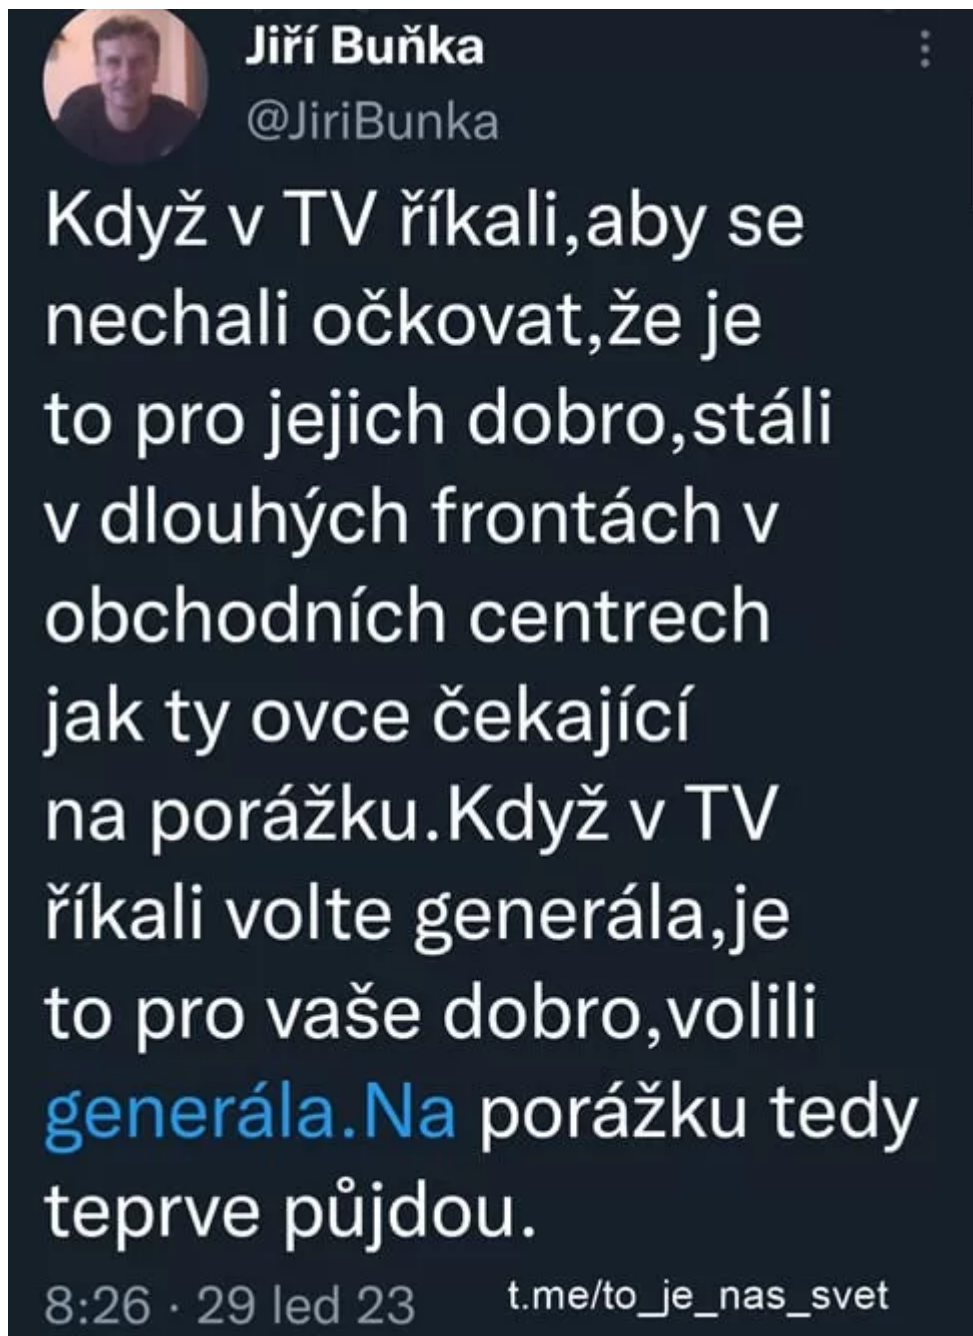 Jiří Buňka
@JiriBunka
Když v TV říkali,aby se
nechali očkovat,že je
to pro jejich dobro,stáli
v dlouhých frontách v
obchodních centrech
jak ty ovce čekající
na porážku.Když v TV
říkali volte generála,je
to pro vaše dobro,volili
generála.Na porážku tedy
teprve půjdou.
8:26 · 29 led 23
t.me/to_je_nas_svet